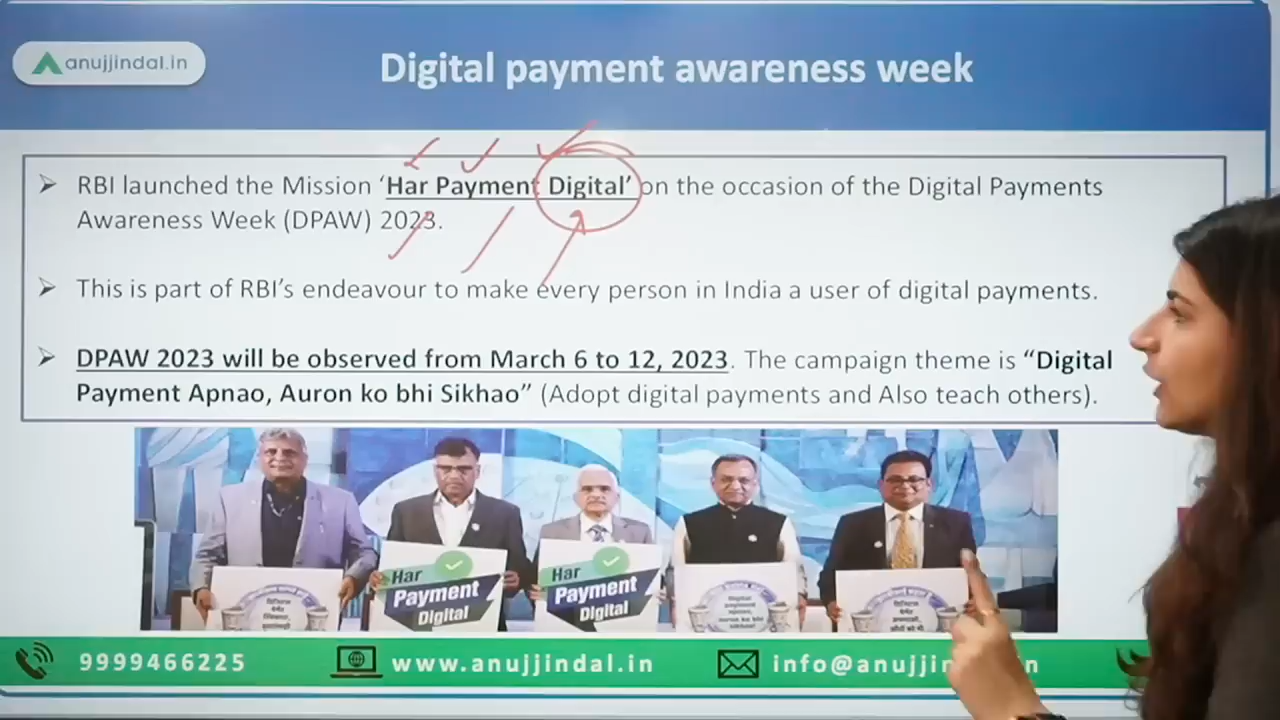 anujjindal.in
Digital payment awareness week
➢ RBI launched the Mission ‘Har Payment Digital’ on the occasion of the Digital Payments
Awareness Week (DPAW) 2023.
➢ This is part of RBI’s endeavour to make every person in India a user of digital payments.
➢ DPAW 2023 will be observed from March 6 to 12, 2023. The campaign theme is “Digital
Payment Apnao, Auron ko bhi Sikhao” (Adopt digital payments and Also teach others).
Har
Payment
Digital
Har
Payment
Digital
9999466225
www.anujjindal.in